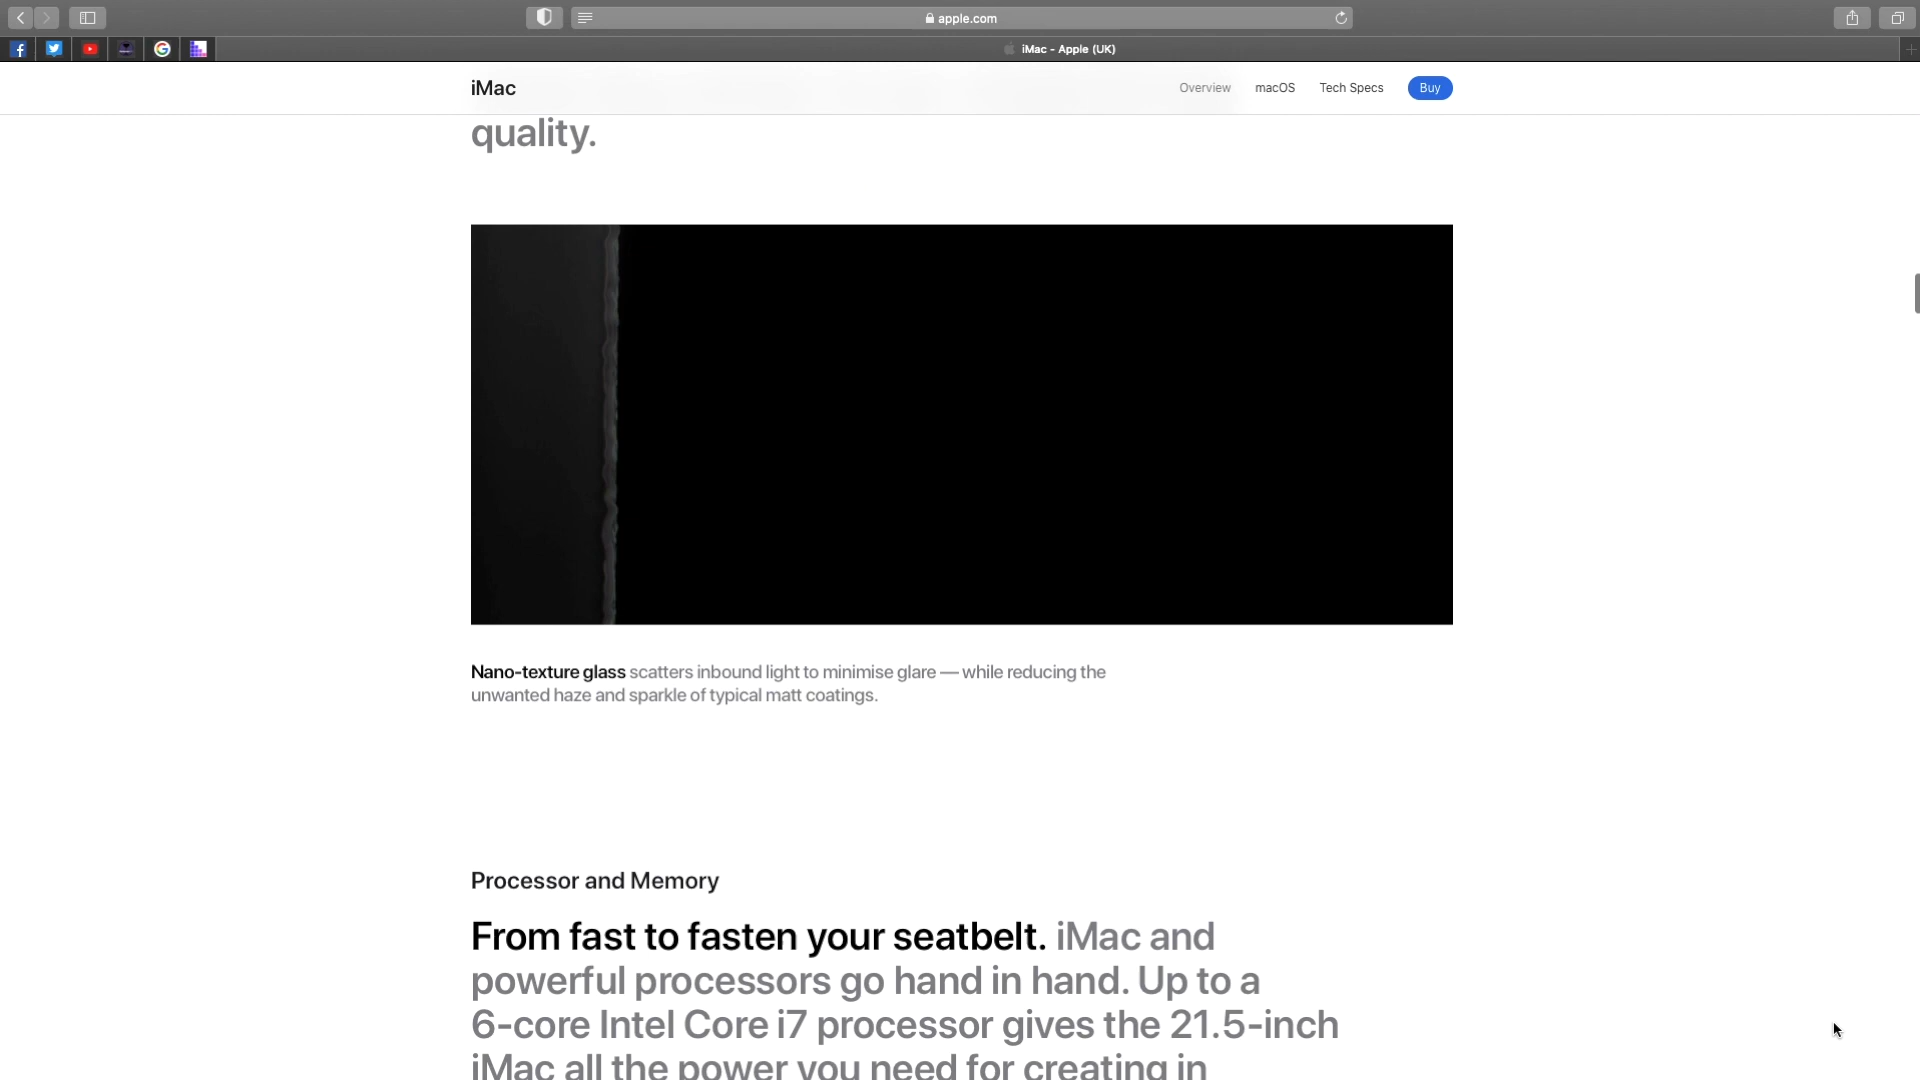 apple.com
iMac - Apple (UK)
iMac
Overview
macOS
Tech Specs
Buy
quality.
Nano-texture glass scatters inbound light to minimise glare — while reducing the
unwanted haze and sparkle of typical matt coatings.
Processor and Memory
From fast to fasten your seatbelt. iMac and
powerful processors go hand in hand. Up to a
6-core Intel Core i7 processor gives the 21.5-inch
iMac all the power you need for creating in